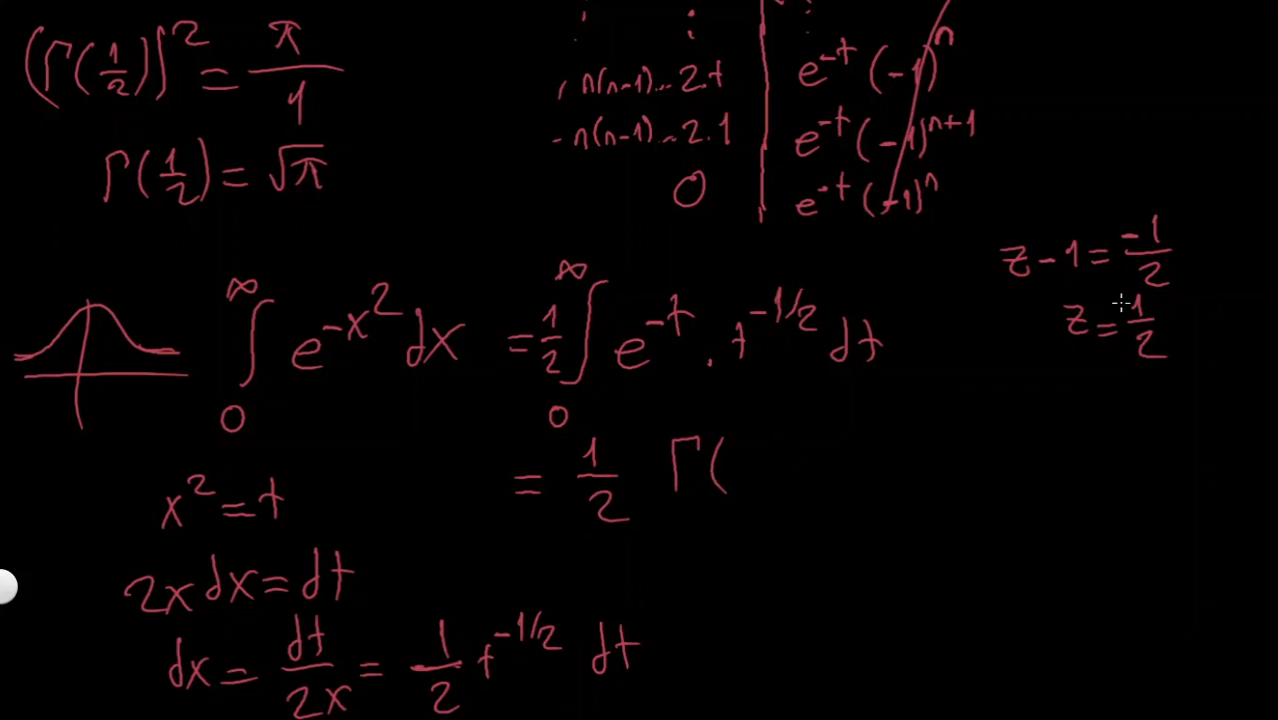 (Γ(1/2))² = π/1
Γ(1/2) = √π
n(n-1)...2.t | e^-t (-1)^n
-n(n-1)...2.1 | e^-t (-1)^n+1
0 | e^-t (-1)^n
z-1 = -1/2
z = 1/2
∫₀^∞ e^-x² dx = 1/2 ∫₀^∞ e^-t . t^-1/2 dt
= 1/2 Γ(
x² = t
2x dx = dt
dx = dt/2x = 1/2 t^-1/2 dt